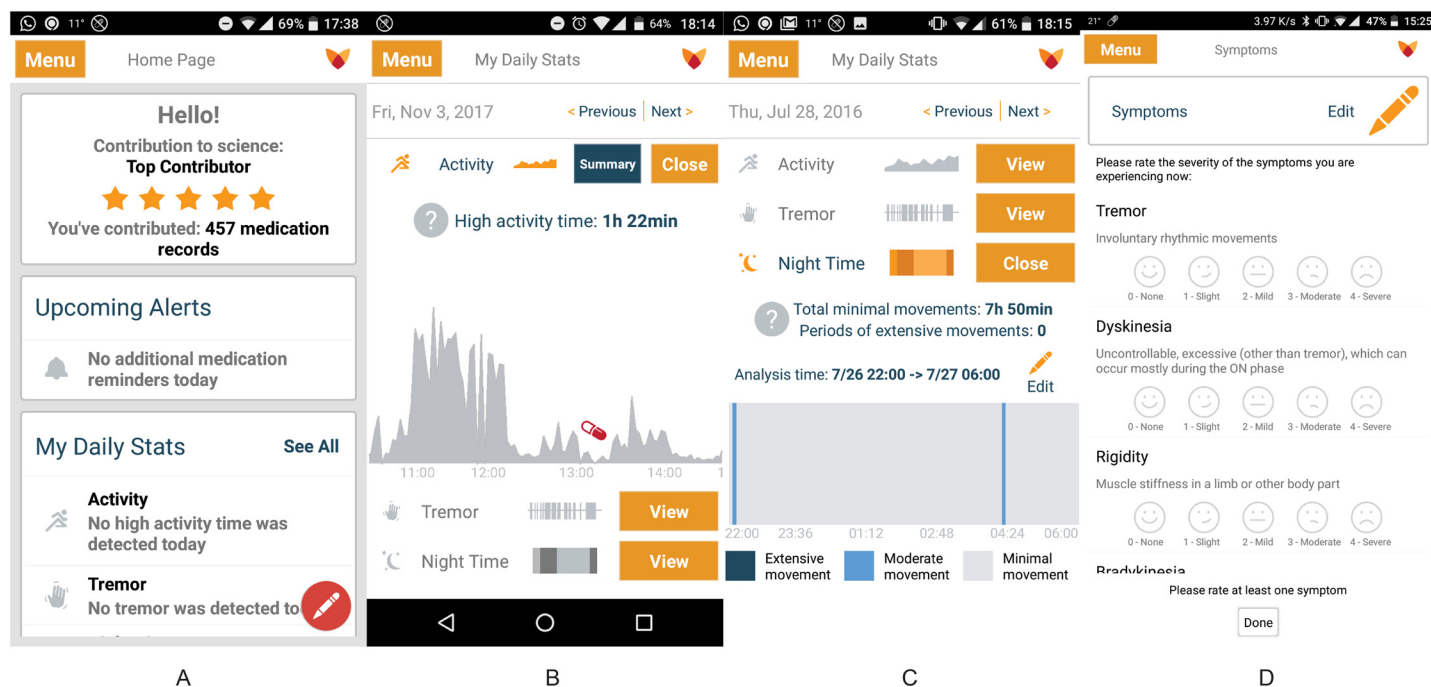 11° 69% 17:38
Menu Home Page
Hello!
Contribution to science:
Top Contributor
You've contributed: 457 medication
records
Upcoming Alerts
No additional medication
reminders today
My Daily Stats See All
Activity
No high activity time was
detected today
Tremor
No tremor was detected to
A
64% 18:14
Menu My Daily Stats
Fri, Nov 3, 2017 < Previous Next >
Activity Summary Close
? High activity time: 1h 22min
11:00 12:00 13:00 14:00 1
Tremor View
Night Time View
B
11° 61% 18:15
Menu My Daily Stats
Thu, Jul 28, 2016 < Previous Next >
Activity View
Tremor View
Night Time Close
? Total minimal movements: 7h 50min
Periods of extensive movements: 0
Analysis time: 7/26 22:00 -> 7/27 06:00 Edit
22:00 23:36 01:12 02:48 04:24 06:00
Extensive Moderate Minimal
movement movement movement
C
21° 3.97 K/s 47% 15:25
Menu Symptoms
Symptoms Edit
Please rate the severity of the symptoms you are
experiencing now:
Tremor
Involuntary rhythmic movements
0 - None 1 - Slight 2 - Mild 3 - Moderate 4 - Severe
Dyskinesia
Uncontrollable, excessive (other than tremor), which can
occur mostly during the ON phase
0 - None 1 - Slight 2 - Mild 3 - Moderate 4 - Severe
Rigidity
Muscle stiffness in a limb or other body part
0 - None 1 - Slight 2 - Mild 3 - Moderate 4 - Severe
Bradykinesia
Please rate at least one symptom
Done
D